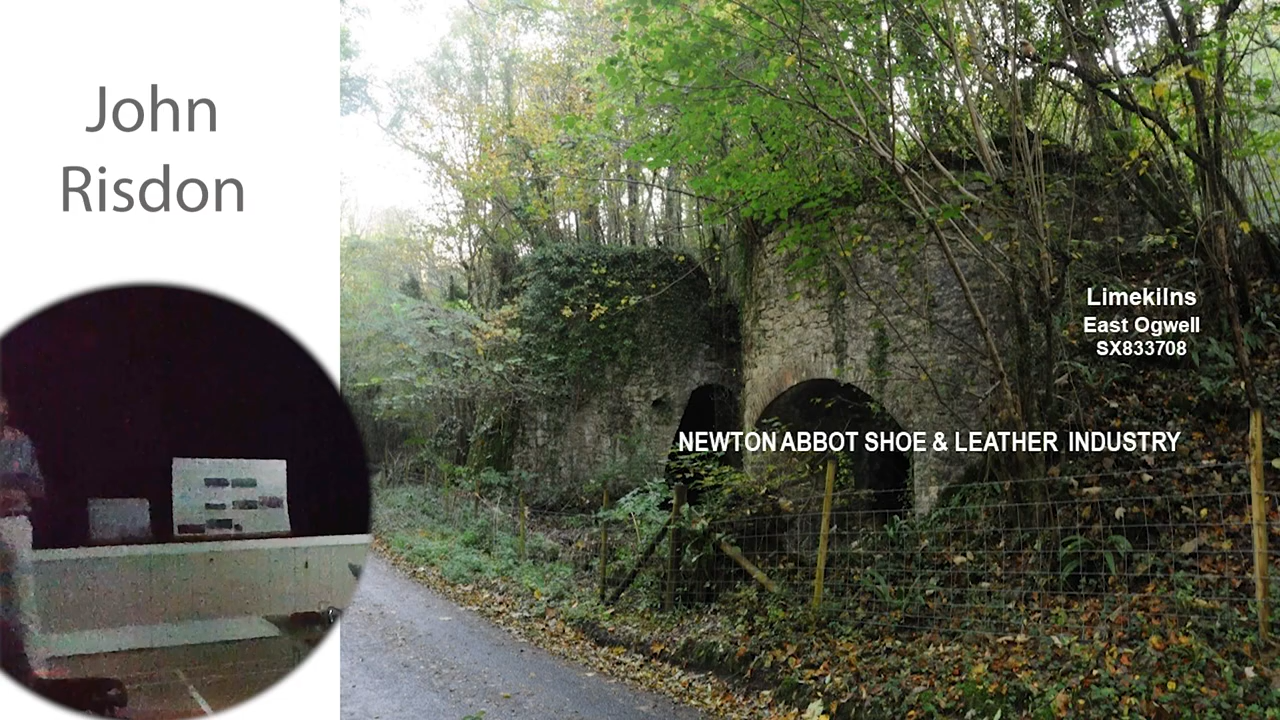 John
Risdon
Limekilns
East Ogwell
SX833708
NEWTON ABBOT SHOE & LEATHER INDUSTRY